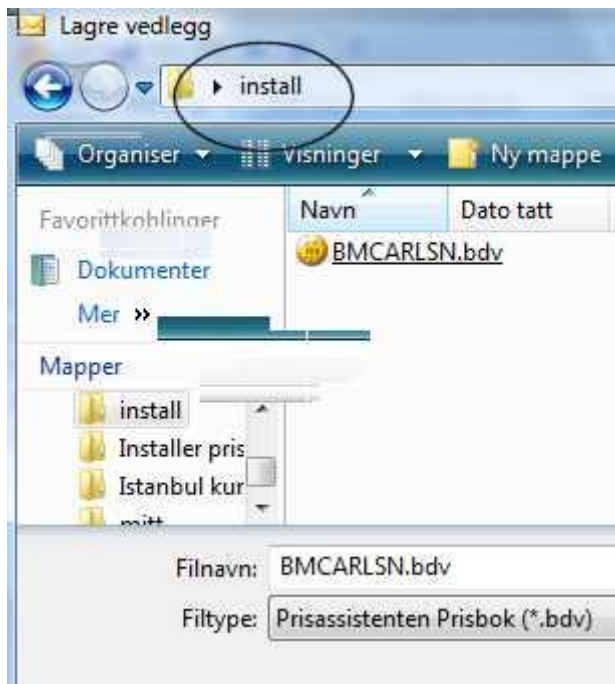 Lagre vedlegg
install
Organiser Visninger Ny mappe
Favorittkoblinger
Navn Dato tatt
BMCARLSN.bdv
Dokumenter
Mer »
Mapper
install
Installer pris
Istanbul kur
mitt
Filnavn: BMCARLSN.bdv
Filtype: Prisassistenten Prisbok (*.bdv)